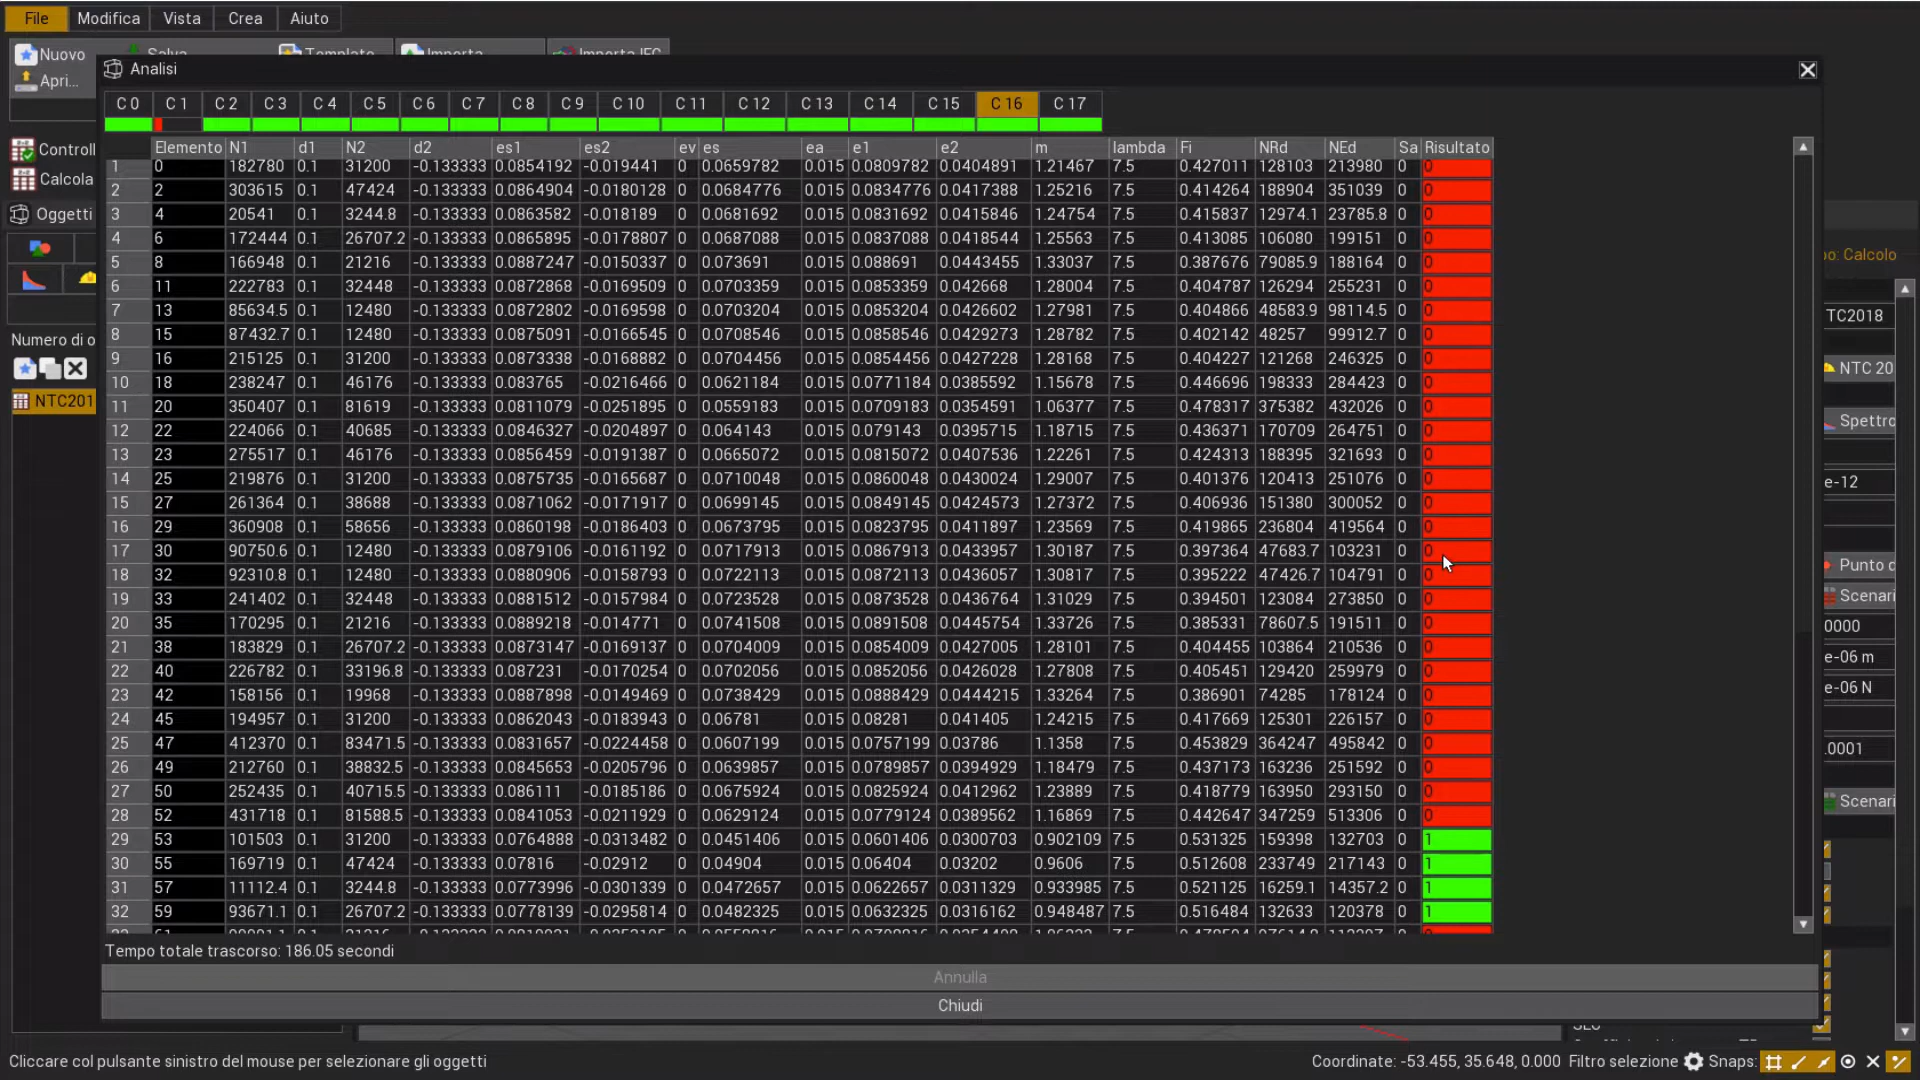 File Modifica Vista Crea Aiuto
Nuovo Salva Template Importa Importa IFC
Apri...
Analisi
C 0 C 1 C 2 C 3 C 4 C 5 C 6 C 7 C 8 C 9 C 10 C 11 C 12 C 13 C 14 C 15 C 16 C 17
Elemento N1 d1 N2 d2 es1 es2 ev es ea e1 e2 m lambda Fi NRd NEd Sa Risultato
1 0 182780 0.1 31200 -0.133333 0.0854192 -0.019441 0 0.0659782 0.015 0.0809782 0.0404891 1.21467 7.5 0.427011 128103 213980 0 0
2 2 303615 0.1 47424 -0.133333 0.0864904 -0.0180128 0 0.0684776 0.015 0.0834776 0.0417388 1.25216 7.5 0.414264 188904 351039 0 0
3 4 20541 0.1 3244.8 -0.133333 0.0863582 -0.018189 0 0.0681692 0.015 0.0831692 0.0415846 1.24754 7.5 0.415837 12974.1 23785.8 0 0
4 6 172444 0.1 26707.2 -0.133333 0.0865895 -0.0178807 0 0.0687088 0.015 0.0837088 0.0418544 1.25563 7.5 0.413085 106080 199151 0 0
5 8 166948 0.1 21216 -0.133333 0.0887247 -0.0150337 0 0.073691 0.015 0.088691 0.0443455 1.33037 7.5 0.387676 79085.9 188164 0 0
6 11 222783 0.1 32448 -0.133333 0.0872868 -0.0169509 0 0.0703359 0.015 0.0853359 0.042668 1.28004 7.5 0.404787 126294 255231 0 0
7 13 85634.5 0.1 12480 -0.133333 0.0872802 -0.0169598 0 0.0703204 0.015 0.0853204 0.0426602 1.27981 7.5 0.404866 48583.9 98114.5 0 0
8 15 87432.7 0.1 12480 -0.133333 0.0875091 -0.0166545 0 0.0708546 0.015 0.0858546 0.0429273 1.28782 7.5 0.402142 48257 99912.7 0 0
9 16 215125 0.1 31200 -0.133333 0.0873338 -0.0168882 0 0.0704456 0.015 0.0854456 0.0427228 1.28168 7.5 0.404227 121268 246325 0 0
10 18 238247 0.1 46176 -0.133333 0.083765 -0.0216466 0 0.0621184 0.015 0.0771184 0.0385592 1.15678 7.5 0.446696 198333 284423 0 0
11 20 350407 0.1 81619 -0.133333 0.0811079 -0.0251895 0 0.0559183 0.015 0.0709183 0.0354591 1.06377 7.5 0.478317 375382 432026 0 0
12 22 224066 0.1 40685 -0.133333 0.0846327 -0.0204897 0 0.064143 0.015 0.079143 0.0395715 1.18715 7.5 0.436371 170709 264751 0 0
13 23 275517 0.1 46176 -0.133333 0.0856459 -0.0191387 0 0.0665072 0.015 0.0815072 0.0407536 1.22261 7.5 0.424313 188395 321693 0 0
14 25 219876 0.1 31200 -0.133333 0.0875735 -0.0165687 0 0.0710048 0.015 0.0860048 0.0430024 1.29007 7.5 0.401376 120413 251076 0 0
15 27 261364 0.1 38688 -0.133333 0.0871062 -0.0171917 0 0.0699145 0.015 0.0849145 0.0424573 1.27372 7.5 0.406936 151380 300052 0 0
16 29 360908 0.1 58656 -0.133333 0.0860198 -0.0186403 0 0.0673795 0.015 0.0823795 0.0411897 1.23569 7.5 0.419865 236804 419564 0 0
17 30 90750.6 0.1 12480 -0.133333 0.0879106 -0.0161192 0 0.0717913 0.015 0.0867913 0.0433957 1.30187 7.5 0.397364 47683.7 103231 0 0
18 32 92310.8 0.1 12480 -0.133333 0.0880906 -0.0158793 0 0.0722113 0.015 0.0872113 0.0436057 1.30817 7.5 0.395222 47426.7 104791 0 0
19 33 241402 0.1 32448 -0.133333 0.0881512 -0.0157984 0 0.0723528 0.015 0.0873528 0.0436764 1.31029 7.5 0.394501 123084 273850 0 0
20 35 170295 0.1 21216 -0.133333 0.0889218 -0.014771 0 0.0741508 0.015 0.0891508 0.0445754 1.33726 7.5 0.385331 78607.5 191511 0 0
21 38 183829 0.1 26707.2 -0.133333 0.0873147 -0.0169137 0 0.0704009 0.015 0.0854009 0.0427005 1.28101 7.5 0.404455 103864 210536 0 0
22 40 226782 0.1 33196.8 -0.133333 0.087231 -0.0170254 0 0.0702056 0.015 0.0852056 0.0426028 1.27808 7.5 0.405451 129420 259979 0 0
23 42 158156 0.1 19968 -0.133333 0.0887898 -0.0149469 0 0.0738429 0.015 0.0888429 0.0444215 1.33264 7.5 0.386901 74285 178124 0 0
24 45 194957 0.1 31200 -0.133333 0.0862043 -0.0183943 0 0.06781 0.015 0.08281 0.041405 1.24215 7.5 0.417669 125301 226157 0 0
25 47 412370 0.1 83471.5 -0.133333 0.0831657 -0.0224458 0 0.0607199 0.015 0.0757199 0.03786 1.1358 7.5 0.453829 364247 495842 0 0
26 49 212760 0.1 38832.5 -0.133333 0.0845653 -0.0205796 0 0.0639857 0.015 0.0789857 0.0394929 1.18479 7.5 0.437173 163236 251592 0 0
27 50 252435 0.1 40715.5 -0.133333 0.086111 -0.0185186 0 0.0675924 0.015 0.0825924 0.0412962 1.23889 7.5 0.418779 163950 293150 0 0
28 52 431718 0.1 81588.5 -0.133333 0.0841053 -0.0211929 0 0.0629124 0.015 0.0779124 0.0389562 1.16869 7.5 0.442647 347259 513306 0 0
29 53 101503 0.1 31200 -0.133333 0.0764888 -0.0313482 0 0.0451406 0.015 0.0601406 0.0300703 0.902109 7.5 0.531325 159398 132703 0 1
30 55 169719 0.1 47424 -0.133333 0.07816 -0.02912 0 0.04904 0.015 0.06404 0.03202 0.9606 7.5 0.512608 233749 217143 0 1
31 57 11112.4 0.1 3244.8 -0.133333 0.0773996 -0.0301339 0 0.0472657 0.015 0.0622657 0.0311329 0.933985 7.5 0.521125 16259.1 14357.2 0 1
32 59 93671.1 0.1 26707.2 -0.133333 0.0778139 -0.0295814 0 0.0482325 0.015 0.0632325 0.0316162 0.948487 7.5 0.516484 132633 120378 0 1
Tempo totale trascorso: 186.05 secondi
Annulla
Chiudi
Controll
Calcola
Oggetti
Numero di o
NTC201
po: Calcolo
TC2018
NTC 20
Spettro
e-12
Punto d
Scenari
0000
e-06 m
e-06 N
.0001
Scenari
Cliccare col pulsante sinistro del mouse per selezionare gli oggetti
Coordinate: -53.455, 35.648, 0.000 Filtro selezione Snaps: